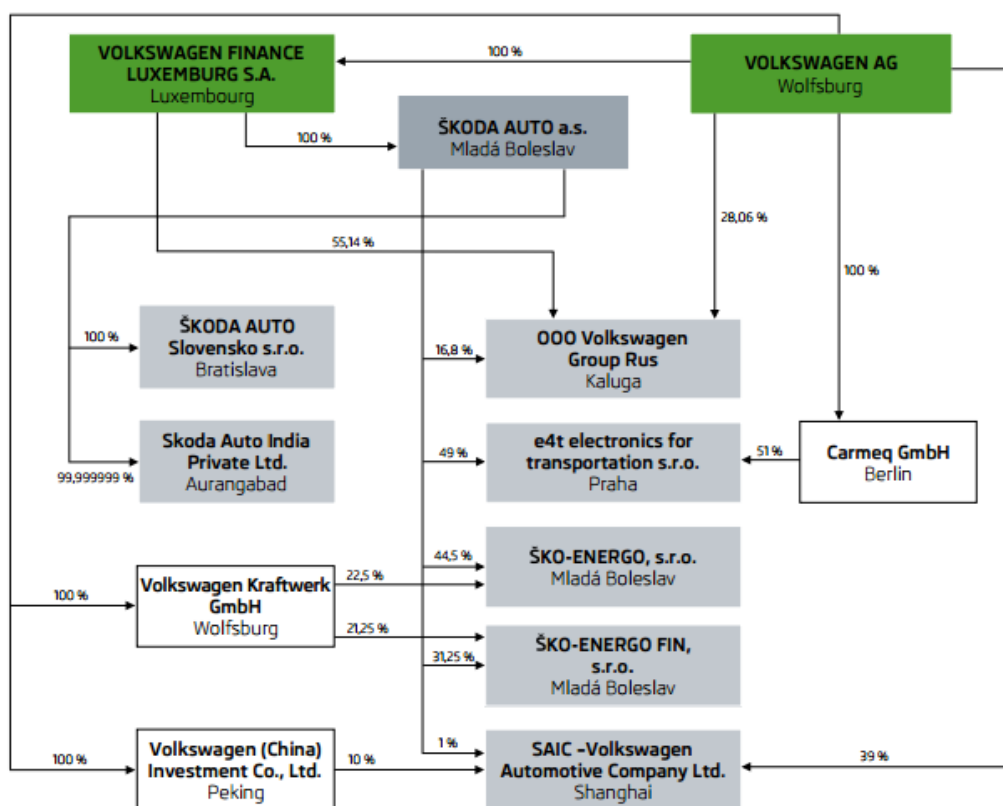 100 %
VOLKSWAGEN FINANCE
LUXEMBURG S.A.
Luxembourg
VOLKSWAGEN AG
Wolfsburg
100 %
ŠKODA AUTO a.s.
Mladá Boleslav
28,06 %
55,14 %
100 %
100 %
ŠKODA AUTO
Slovensko s.r.o.
Bratislava
16,8 %
OOO Volkswagen
Group Rus
Kaluga
99,999999 %
Skoda Auto India
Private Ltd.
Aurangabad
49 %
e4t electronics for
transportation s.r.o.
Praha
51 %
Carmeq GmbH
Berlin
44,5 %
ŠKO-ENERGO, s.r.o.
Mladá Boleslav
100 %
Volkswagen Kraftwerk
GmbH
Wolfsburg
22,5 %
21,25 %
31,25 %
ŠKO-ENERGO FIN,
s.r.o.
Mladá Boleslav
100 %
Volkswagen (China)
Investment Co., Ltd.
Peking
1 %
10 %
SAIC –Volkswagen
Automotive Company Ltd.
Shanghai
39 %